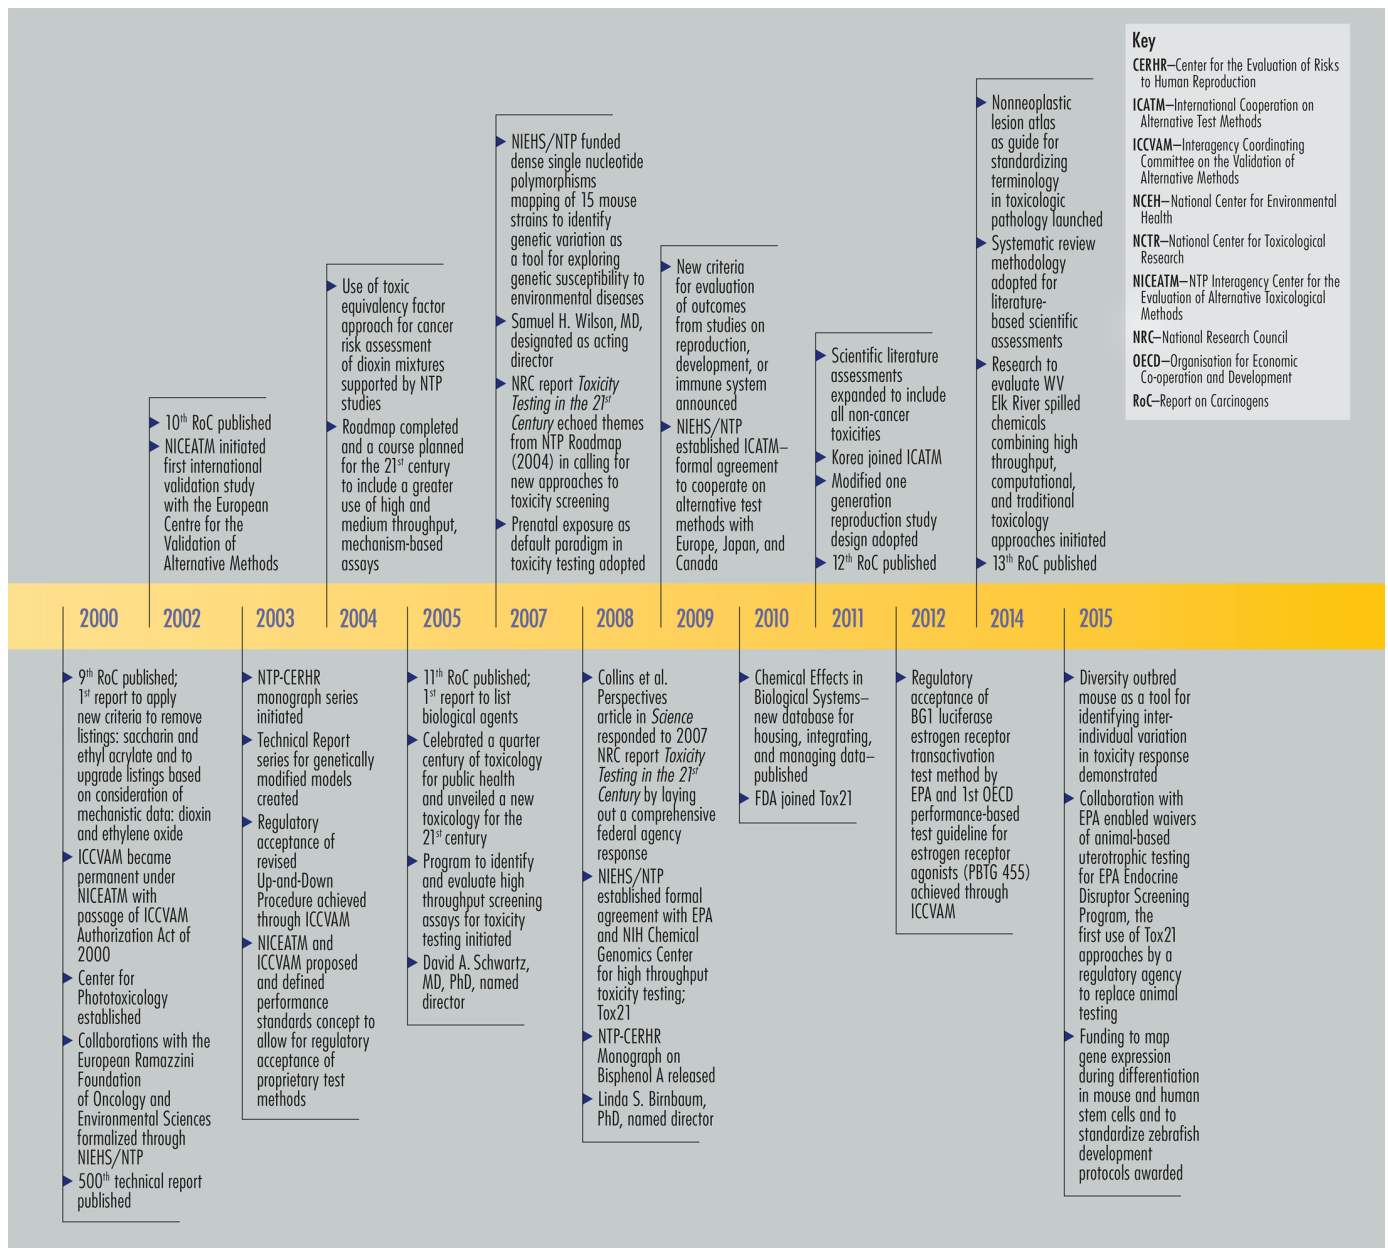 Key
CERHR–Center for the Evaluation of Risks
to Human Reproduction
ICATM–International Cooperation on
Alternative Test Methods
ICCVAM–Interagency Coordinating
Committee on the Validation of
Alternative Methods
NCEH–National Center for Environmental
Health
NCTR–National Center for Toxicological
Research
NICEATM–NTP Interagency Center for the
Evaluation of Alternative Toxicological
Methods
NRC–National Research Council
OECD–Organisation for Economic
Co-operation and Development
RoC–Report on Carcinogens
10th RoC published
NICEATM initiated
first international
validation study
with the European
Centre for the
Validation of
Alternative Methods
Use of toxic
equivalency factor
approach for cancer
risk assessment
of dioxin mixtures
supported by NTP
studies
Roadmap completed
and a course planned
for the 21st century
to include a greater
use of high and
medium throughput,
mechanism-based
assays
NIEHS/NTP funded
dense single nucleotide
polymorphisms
mapping of 15 mouse
strains to identify
genetic variation as
a tool for exploring
genetic susceptibility to
environmental diseases
Samuel H. Wilson, MD,
designated as acting
director
NRC report Toxicity
Testing in the 21st
Century echoed themes
from NTP Roadmap
(2004) in calling for
new approaches to
toxicity screening
Prenatal exposure as
default paradigm in
toxicity testing adopted
New criteria
for evaluation
of outcomes
from studies on
reproduction,
development, or
immune system
announced
NIEHS/NTP
established ICATM–
formal agreement
to cooperate on
alternative test
methods with
Europe, Japan, and
Canada
Scientific literature
assessments
expanded to include
all non-cancer
toxicities
Korea joined ICATM
Modified one
generation
reproduction study
design adopted
12th RoC published
Nonneoplastic
lesion atlas
as guide for
standardizing
terminology
in toxicologic
pathology launched
Systematic review
methodology
adopted for
literature-
based scientific
assessments
Research to
evaluate WV
Elk River spilled
chemicals
combining high
throughput,
computational,
and traditional
toxicology
approaches initiated
13th RoC published
2000 2002 2003 2004 2005 2007 2008 2009 2010 2011 2012 2014 2015
9th RoC published;
1st report to apply
new criteria to remove
listings: saccharin and
ethyl acrylate and to
upgrade listings based
on consideration of
mechanistic data: dioxin
and ethylene oxide
ICCVAM became
permanent under
NICEATM with
passage of ICCVAM
Authorization Act of
2000
Center for
Phototoxicology
established
Collaborations with the
European Ramazzini
Foundation
of Oncology and
Environmental Sciences
formalized through
NIEHS/NTP
500th technical report
published
NTP-CERHR
monograph series
initiated
Technical Report
series for genetically
modified models
created
Regulatory
acceptance of
revised
Up-and-Down
Procedure achieved
through ICCVAM
NICEATM and
ICCVAM proposed
and defined
performance
standards concept to
allow for regulatory
acceptance of
proprietary test
methods
11th RoC published;
1st report to list
biological agents
Celebrated a quarter
century of toxicology
for public health
and unveiled a new
toxicology for the
21st century
Program to identify
and evaluate high
throughput screening
assays for toxicity
testing initiated
David A. Schwartz,
MD, PhD, named
director
Collins et al.
Perspectives
article in Science
responded to 2007
NRC report Toxicity
Testing in the 21st
Century by laying
out a comprehensive
federal agency
response
NIEHS/NTP
established formal
agreement with EPA
and NIH Chemical
Genomics Center
for high throughput
toxicity testing;
Tox21
NTP-CERHR
Monograph on
Bisphenol A released
Linda S. Birnbaum,
PhD, named director
Chemical Effects in
Biological Systems–
new database for
housing, integrating,
and managing data–
published
FDA joined Tox21
Regulatory
acceptance of
BG1 luciferase
estrogen receptor
transactivation
test method by
EPA and 1st OECD
performance-based
test guideline for
estrogen receptor
agonists (PBTG 455)
achieved through
ICCVAM
Diversity outbred
mouse as a tool for
identifying inter-
individual variation
in toxicity response
demonstrated
Collaboration with
EPA enabled waivers
of animal-based
uterotrophic testing
for EPA Endocrine
Disruptor Screening
Program, the
first use of Tox21
approaches by a
regulatory agency
to replace animal
testing
Funding to map
gene expression
during differentiation
in mouse and human
stem cells and to
standardize zebrafish
development
protocols awarded